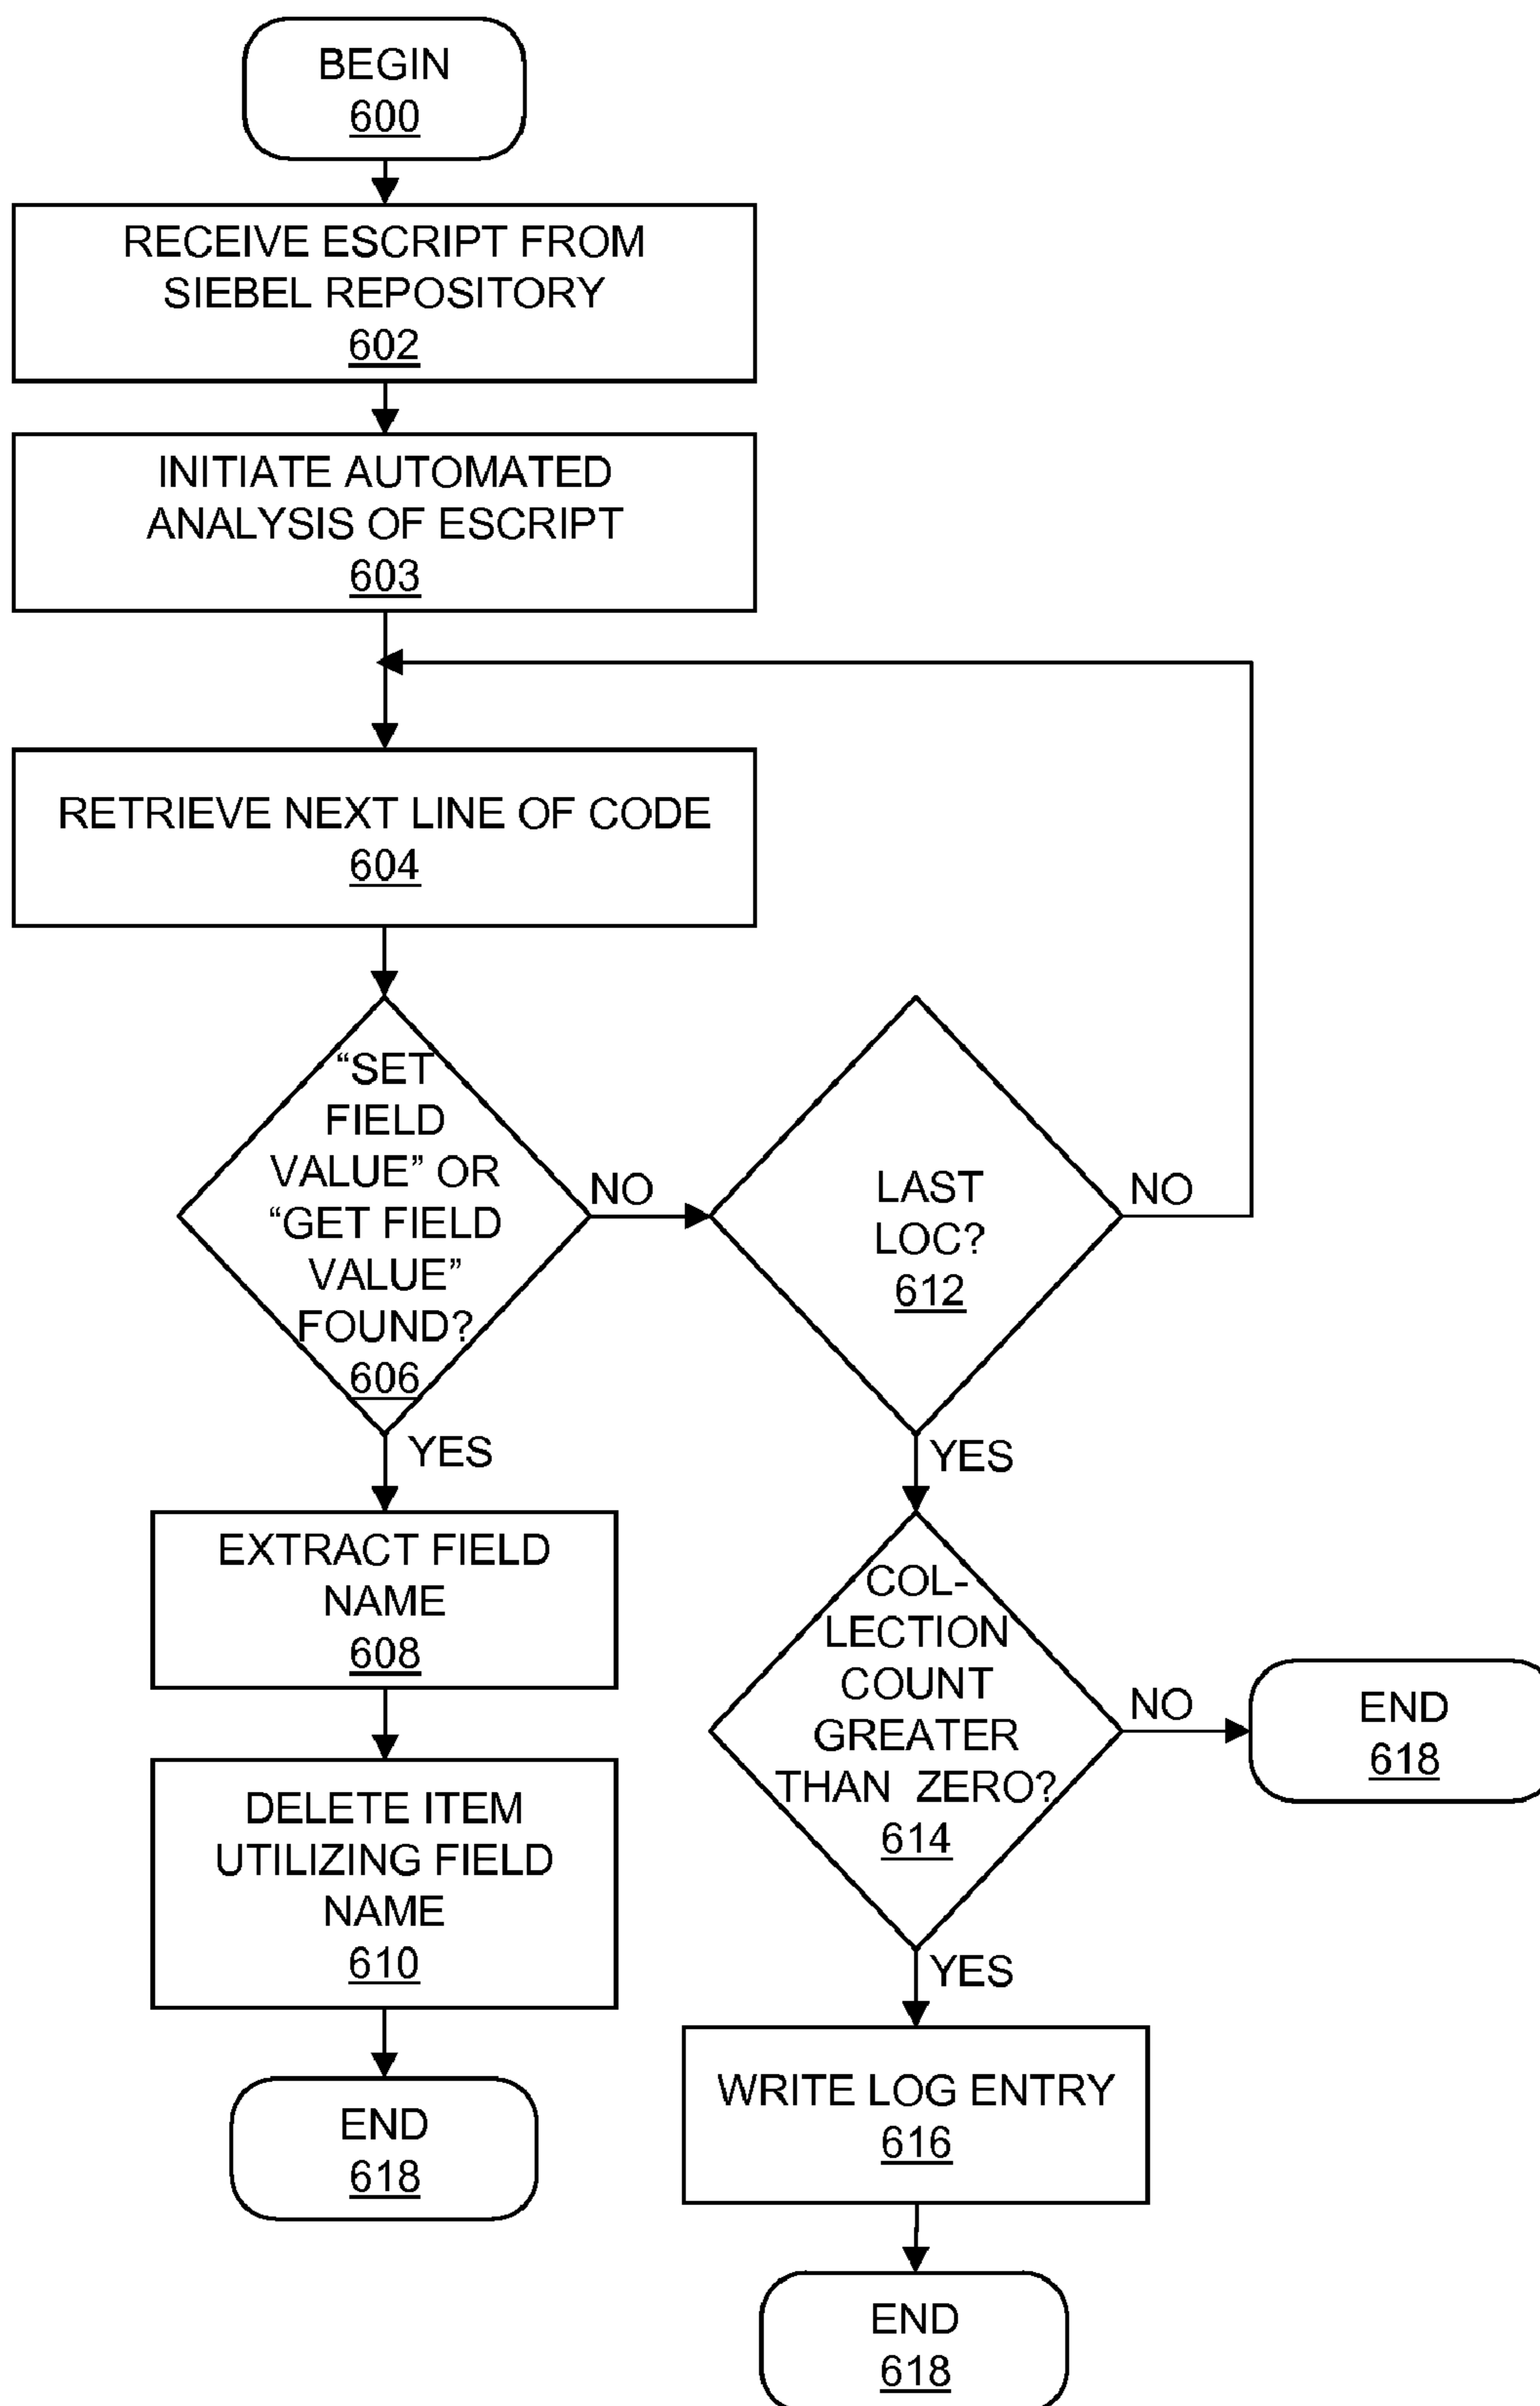 BEGIN
600
RECEIVE ESCRIPT FROM
SIEBEL REPOSITORY
602
INITIATE AUTOMATED
ANALYSIS OF ESCRIPT
603
RETRIEVE NEXT LINE OF CODE
604
“SET
FIELD
VALUE” OR
“GET FIELD
VALUE”
FOUND?
606
NO
LAST
LOC?
612
NO
YES
YES
EXTRACT FIELD
NAME
608
COL-
LECTION
COUNT
GREATER
THAN ZERO?
614
NO
END
618
DELETE ITEM
UTILIZING FIELD
NAME
610
YES
WRITE LOG ENTRY
616
END
618
END
618